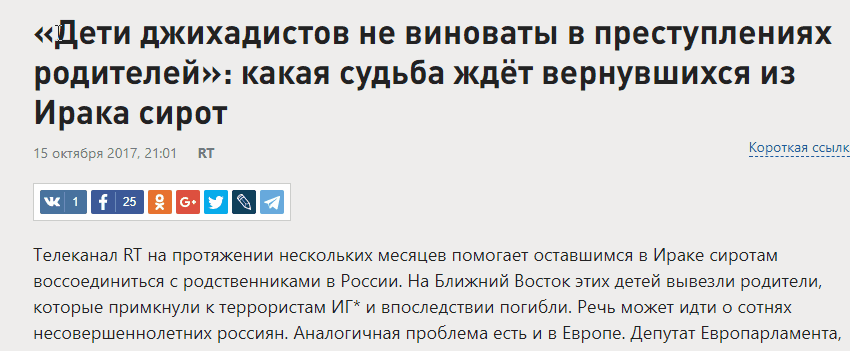 «Дети джихадистов не виноваты в преступлениях
родителей»: какая судьба ждёт вернувшихся из
Ирака сирот
15 октября 2017, 21:01 RT
Короткая ссылк
1 25
Телеканал RT на протяжении нескольких месяцев помогает оставшимся в Ираке сиротам
воссоединиться с родственниками в России. На Ближний Восток этих детей вывезли родители,
которые примкнули к террористам ИГ* и впоследствии погибли. Речь может идти о сотнях
несовершеннолетних россиян. Аналогичная проблема есть и в Европе. Депутат Европарламента,